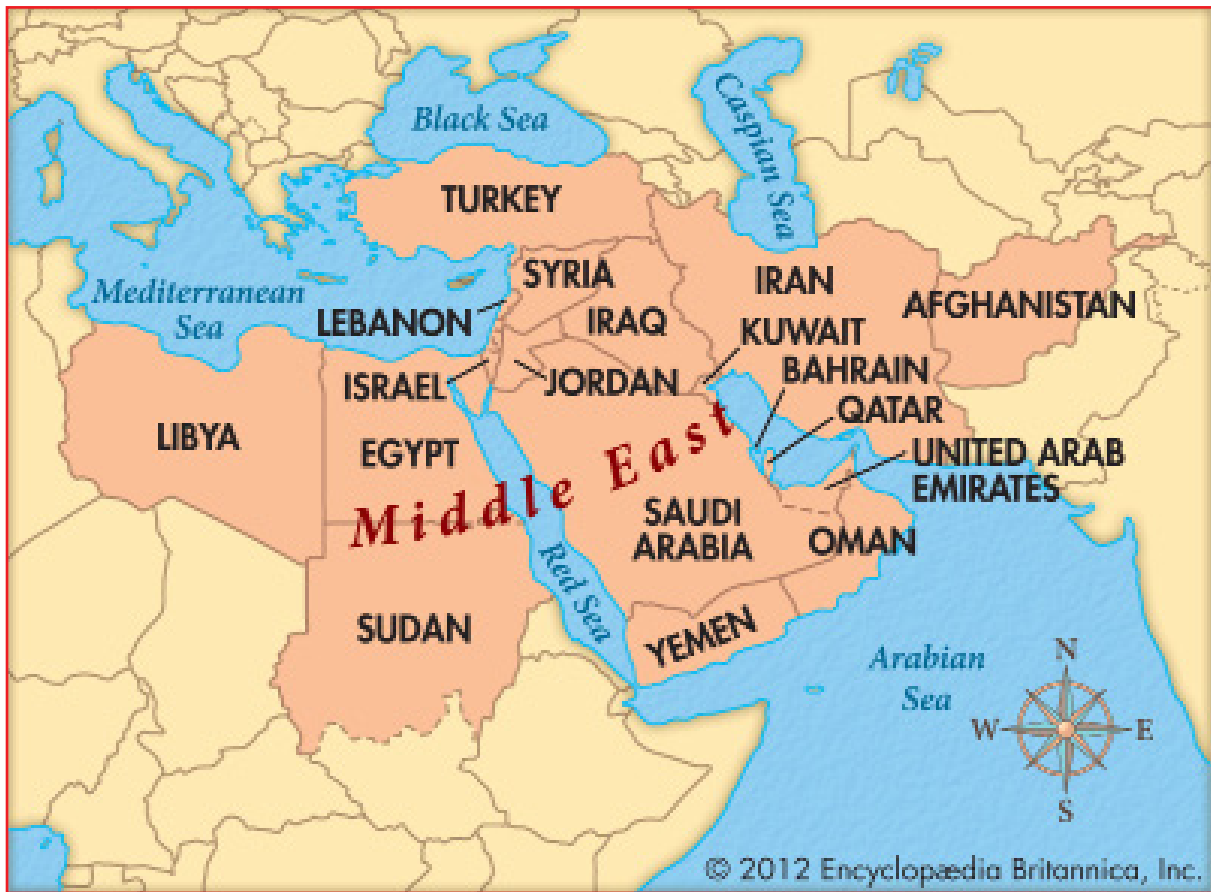 Black Sea
Caspian Sea
TURKEY
Mediterranean
Sea
SYRIA
IRAN
AFGHANISTAN
LEBANON
IRAQ
KUWAIT
ISRAEL
JORDAN
BAHRAIN
QATAR
LIBYA
EGYPT
UNITED ARAB
EMIRATES
Middle East
SAUDI
ARABIA
OMAN
Red Sea
SUDAN
YEMEN
Arabian
Sea
N
W E
S
© 2012 Encyclopædia Britannica, Inc.